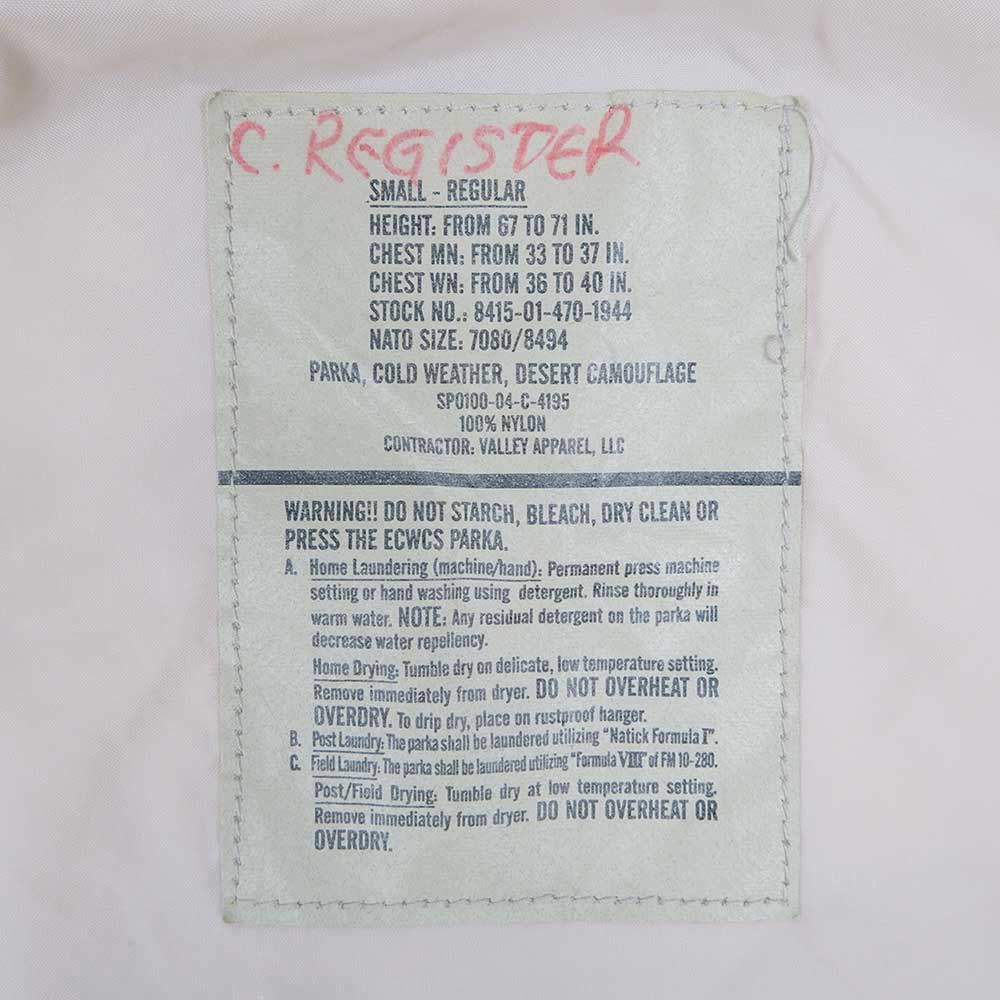 C. REGISTER
SMALL - REGULAR
HEIGHT: FROM 67 TO 71 IN.
CHEST MN: FROM 33 TO 37 IN.
CHEST WN: FROM 36 TO 40 IN.
STOCK NO.: 8415-01-470-1944
NATO SIZE: 7080/8494
PARKA, COLD WEATHER, DESERT CAMOUFLAGE
SP0100-04-C-4195
100% NYLON
CONTRACTOR: VALLEY APPAREL, LLC
WARNING!! DO NOT STARCH, BLEACH, DRY CLEAN OR
PRESS THE ECWCS PARKA.
A. Home Laundering (machine/hand): Permanent press machine
setting or hand washing using detergent. Rinse thoroughly in
warm water. NOTE: Any residual detergent on the parka will
decrease water repellency.
Home Drying: Tumble dry on delicate, low temperature setting.
Remove immediately from dryer. DO NOT OVERHEAT OR
OVERDRY. To drip dry, place on rustproof hanger.
B. Post Laundry: The parka shall be laundered utilizing "Natick Formula I".
C. Field Laundry: The parka shall be laundered utilizing "Formula VIII" of FM 10-280.
Post/Field Drying: Tumble dry at low temperature setting.
Remove immediately from dryer. DO NOT OVERHEAT OR
OVERDRY.